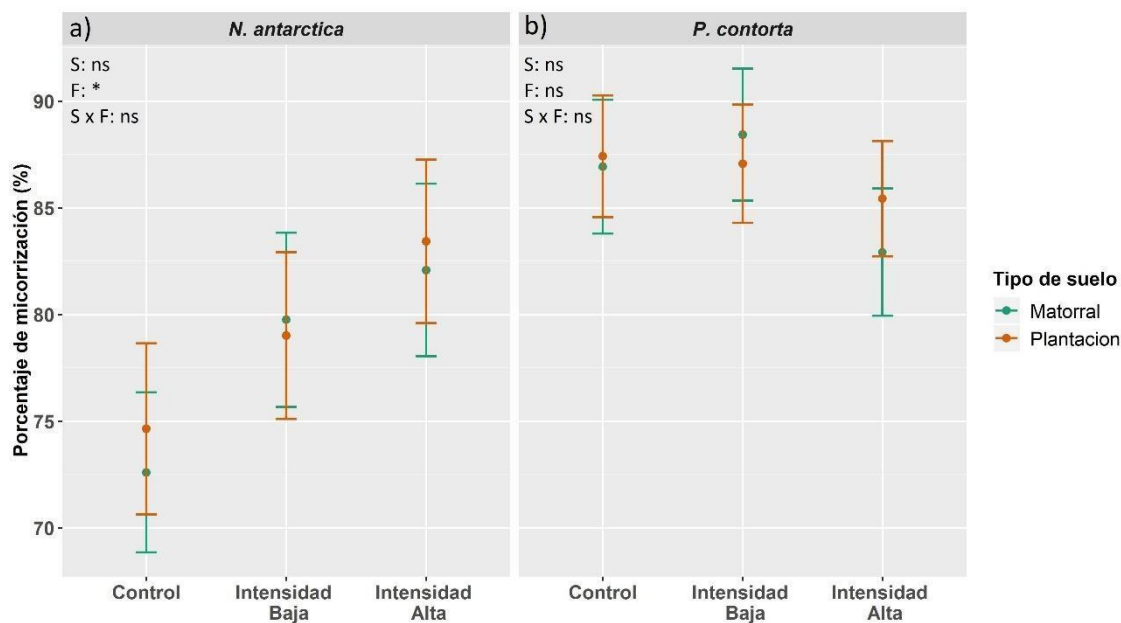 a)
N. antarctica
b)
P. contorta
S: ns
F: *
S x F: ns
S: ns
F: ns
S x F: ns
Porcentaje de micorrización (%)
90
85
80
75
70
Control
Intensidad
Baja
Intensidad
Alta
Control
Intensidad
Baja
Intensidad
Alta
Tipo de suelo
Matorral
Plantacion